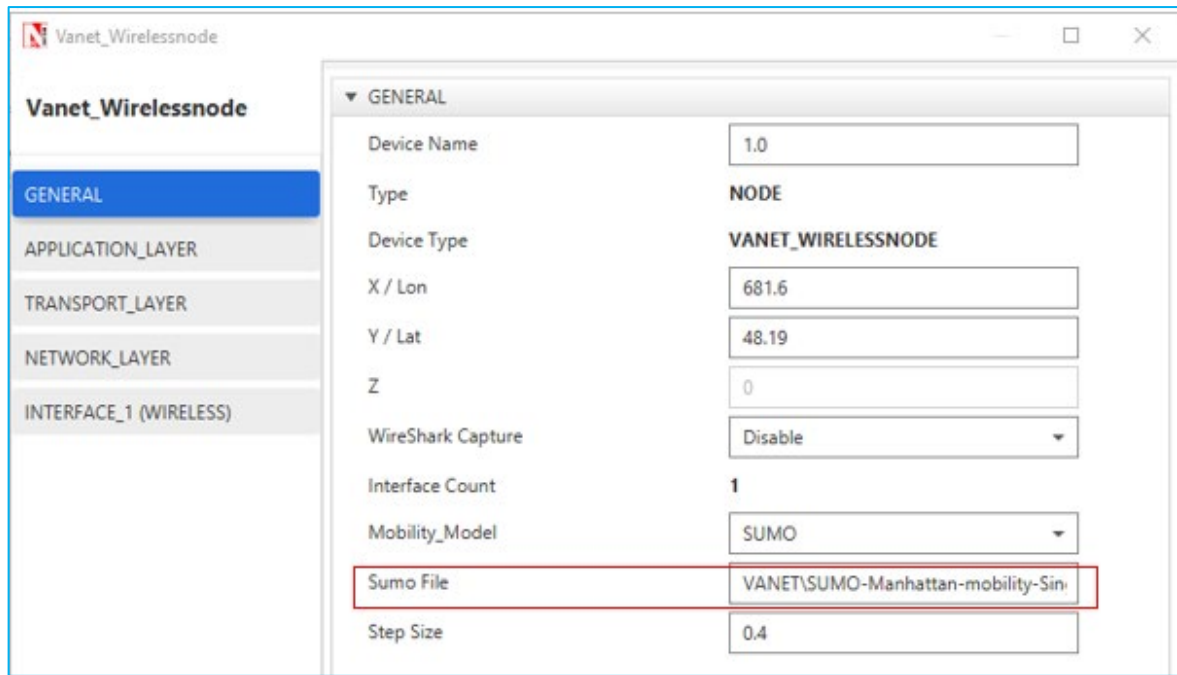 Vanet_Wirelessnode
Vanet_Wirelessnode
GENERAL
APPLICATION_LAYER
TRANSPORT_LAYER
NETWORK_LAYER
INTERFACE_1 (WIRELESS)
GENERAL
Device Name 1.0
Type NODE
Device Type VANET_WIRELESSNODE
X / Lon 681.6
Y / Lat 48.19
Z 0
WireShark Capture Disable
Interface Count 1
Mobility_Model SUMO
Sumo File VANET\SUMO-Manhattan-mobility-Sin
Step Size 0.4